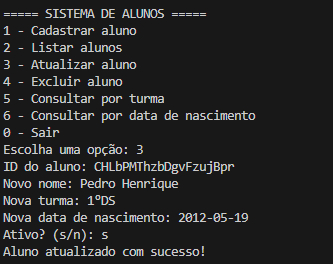 ===== SISTEMA DE ALUNOS =====
1 - Cadastrar aluno
2 - Listar alunos
3 - Atualizar aluno
4 - Excluir aluno
5 - Consultar por turma
6 - Consultar por data de nascimento
0 - Sair
Escolha uma opção: 3
ID do aluno: CHLbPMThzbDgvFzujBpr
Novo nome: Pedro Henrique
Nova turma: 1ºDS
Nova data de nascimento: 2012-05-19
Ativo? (s/n): s
Aluno atualizado com sucesso!